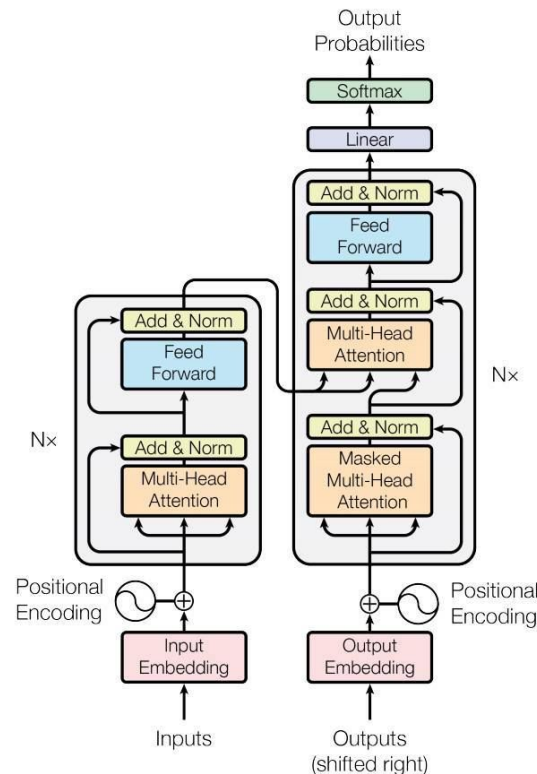 Output
Probabilities
Softmax
Linear
Add & Norm
Feed
Forward
Add & Norm
Multi-Head
Attention
Add & Norm
Masked
Multi-Head
Attention
N×
Add & Norm
Feed
Forward
Add & Norm
Multi-Head
Attention
N×
Positional
Encoding
Positional
Encoding
Input
Embedding
Output
Embedding
Inputs
Outputs
(shifted right)